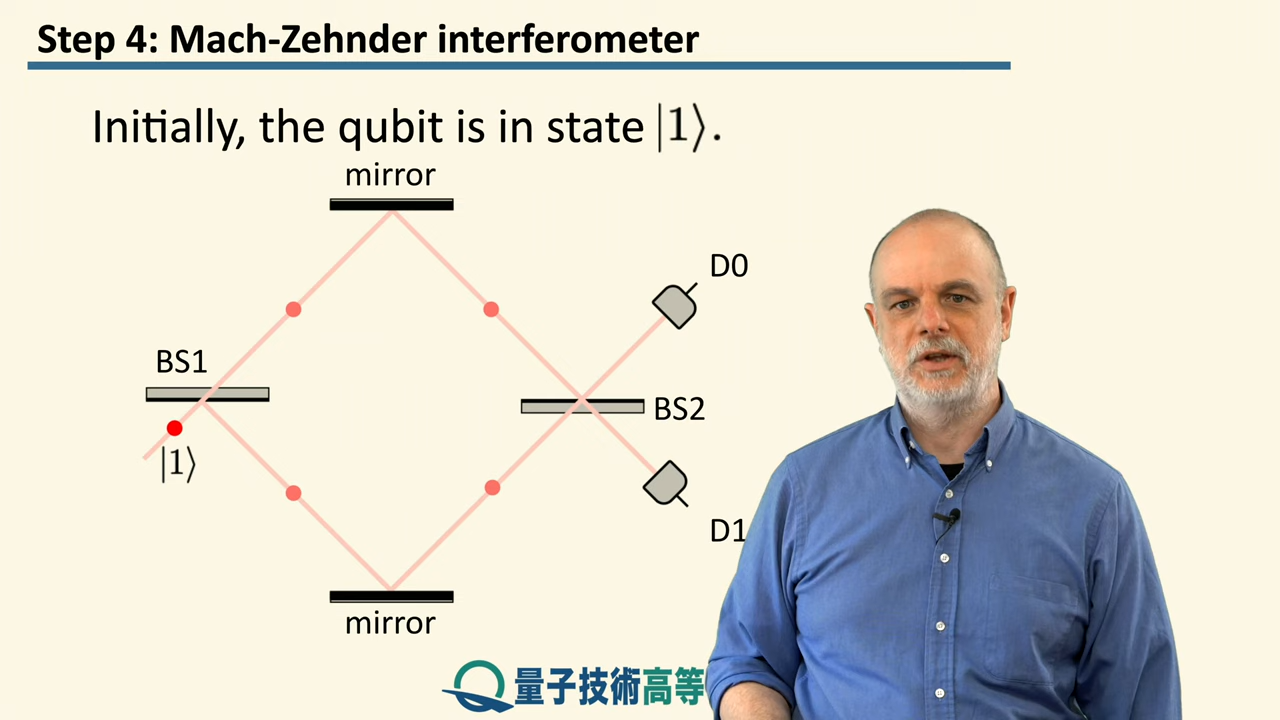 Step 4: Mach-Zehnder interferometer
Initially, the qubit is in state |1⟩.
mirror
D0
BS1
BS2
|1⟩
D1
mirror
量子技術高等